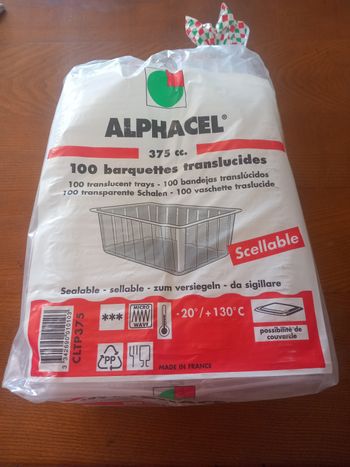 ALPHACEL®
375 cc.
100 barquettes translucides
100 translucent trays - 100 bandejas translúcidos
100 transparente Schalen - 100 vaschette traslucide
Scellable
Sealable - sellable - zum versiegeln - da sigillare
CLTP375
***
MICRO
WAVE
-20°/+130°C
possibilité de
couvercle
PP
MADE IN FRANCE